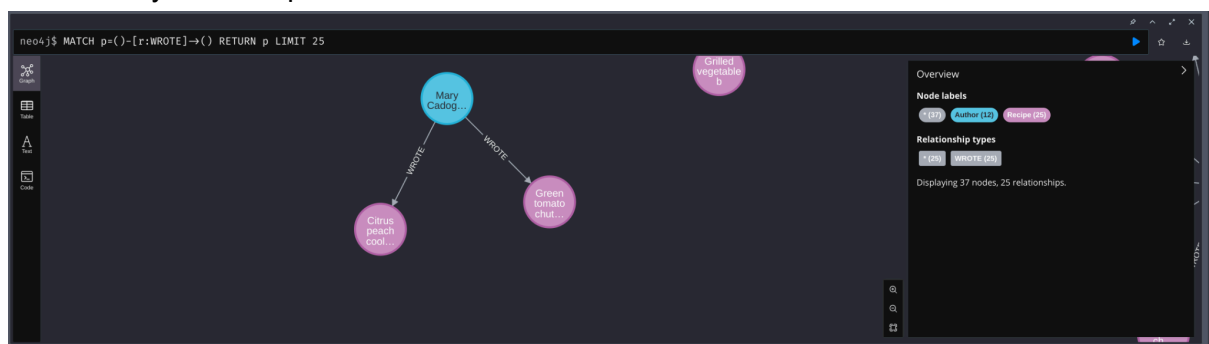 neo4j$ MATCH p=()-[r:WROTE]→() RETURN p LIMIT 25
Graph
Table
Text
Code
Mary
Cadog…
WROTE
WROTE
Citrus
peach
cool…
Green
tomato
chut…
Grilled
vegetable
b
Overview
Node labels
* (37) Author (12) Recipe (25)
Relationship types
* (25) WROTE (25)
Displaying 37 nodes, 25 relationships.